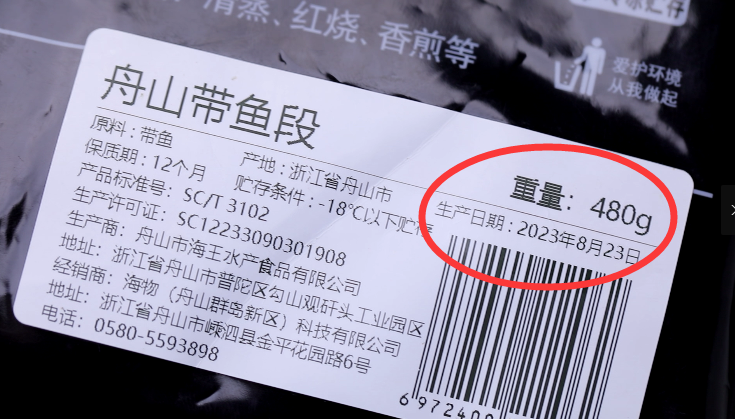 清蒸、红烧、香煎等
爱护环境
从我做起
舟山带鱼段
原料：带鱼
产地：浙江省舟山市
重量：480g
保质期：12个月
贮存条件：-18℃以下贮存
生产日期：2023年8月23日
产品标准号：SC/T 3102
生产许可证：SC12233090301908
生产商：舟山市海王水产食品有限公司
地址：浙江省舟山市普陀区勾山观矸头工业园区
经销商：海物（舟山群岛新区）科技有限公司
地址：浙江省舟山市嵊泗县金平花园路6号
电话：0580-5593898
6972409